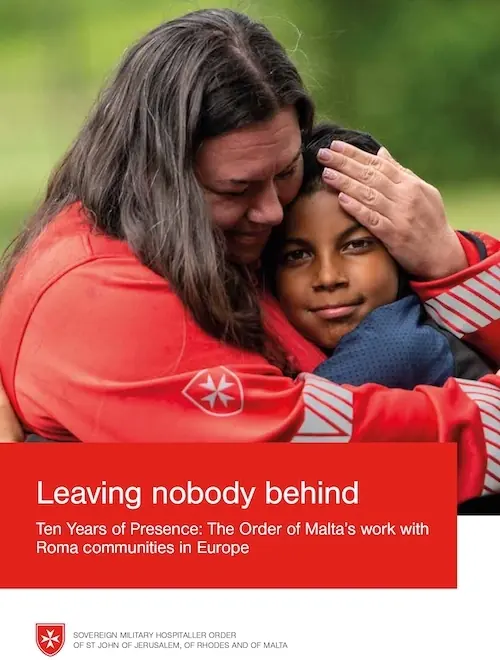 Leaving nobody behind
Ten Years of Presence: The Order of Malta's work with
Roma communities in Europe
SOVEREIGN MILITARY HOSPITALLER ORDER
OF ST JOHN OF JERUSALEM, OF RHODES AND OF MALTA